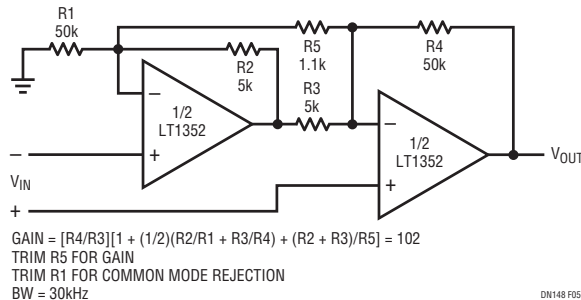 R1
50k
R5
1.1k
R4
50k
R2
5k
R3
5k
–
1/2
LT1352
+
–
1/2
LT1352
+
–
VIN
+
VOUT
GAIN = [R4/R3][1 + (1/2)(R2/R1 + R3/R4) + (R2 + R3)/R5] = 102
TRIM R5 FOR GAIN
TRIM R1 FOR COMMON MODE REJECTION
BW = 30kHz
DN148 F05